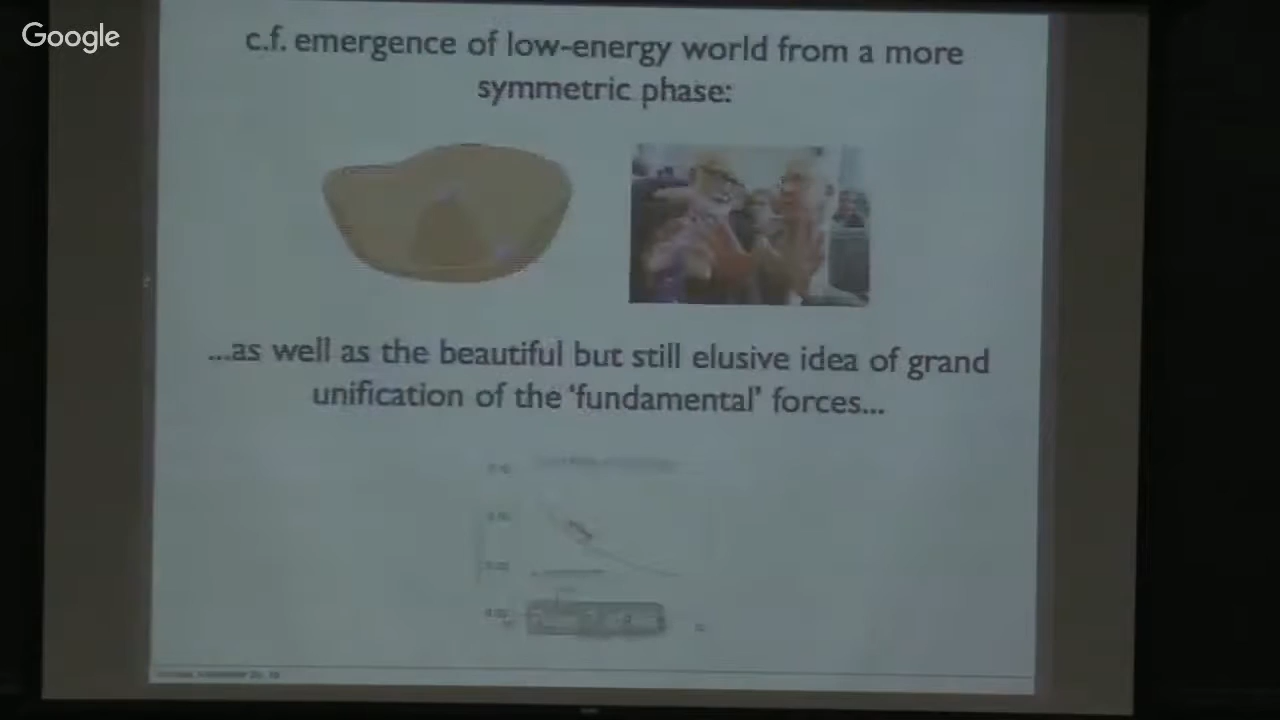 Google
c.f. emergence of low-energy world from a more
symmetric phase:
...as well as the beautiful but still elusive idea of grand
unification of the 'fundamental' forces...